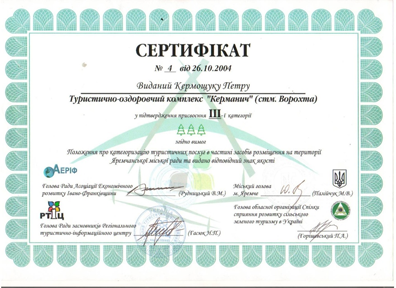 СЕРТИФІКАТ
№ 4 від 26.10.2004
Виданий Кермощуку Петру
Туристично-оздоровчий комплекс "Керманич" (смт. Ворохта)
у підтвердження присвоєння III-ї категорії
згідно вимог
Положення про категоризацію туристичних послуг в частині засобів розміщення на території
Яремчанської міської ради та видано відповідний знак якості
АЕРІФ
Голова Ради Асоціації Економічного
розвитку Івано-Франківщини (Рудницький В.М.)
Міський голова
м. Яремче
РТІЦ
Голова Ради засновників Регіонального
туристично-інформаційного центру (Гасюк І.П.)
Голова обласної організації Спілки
сприяння розвитку сільського
зеленого туризму в Україні